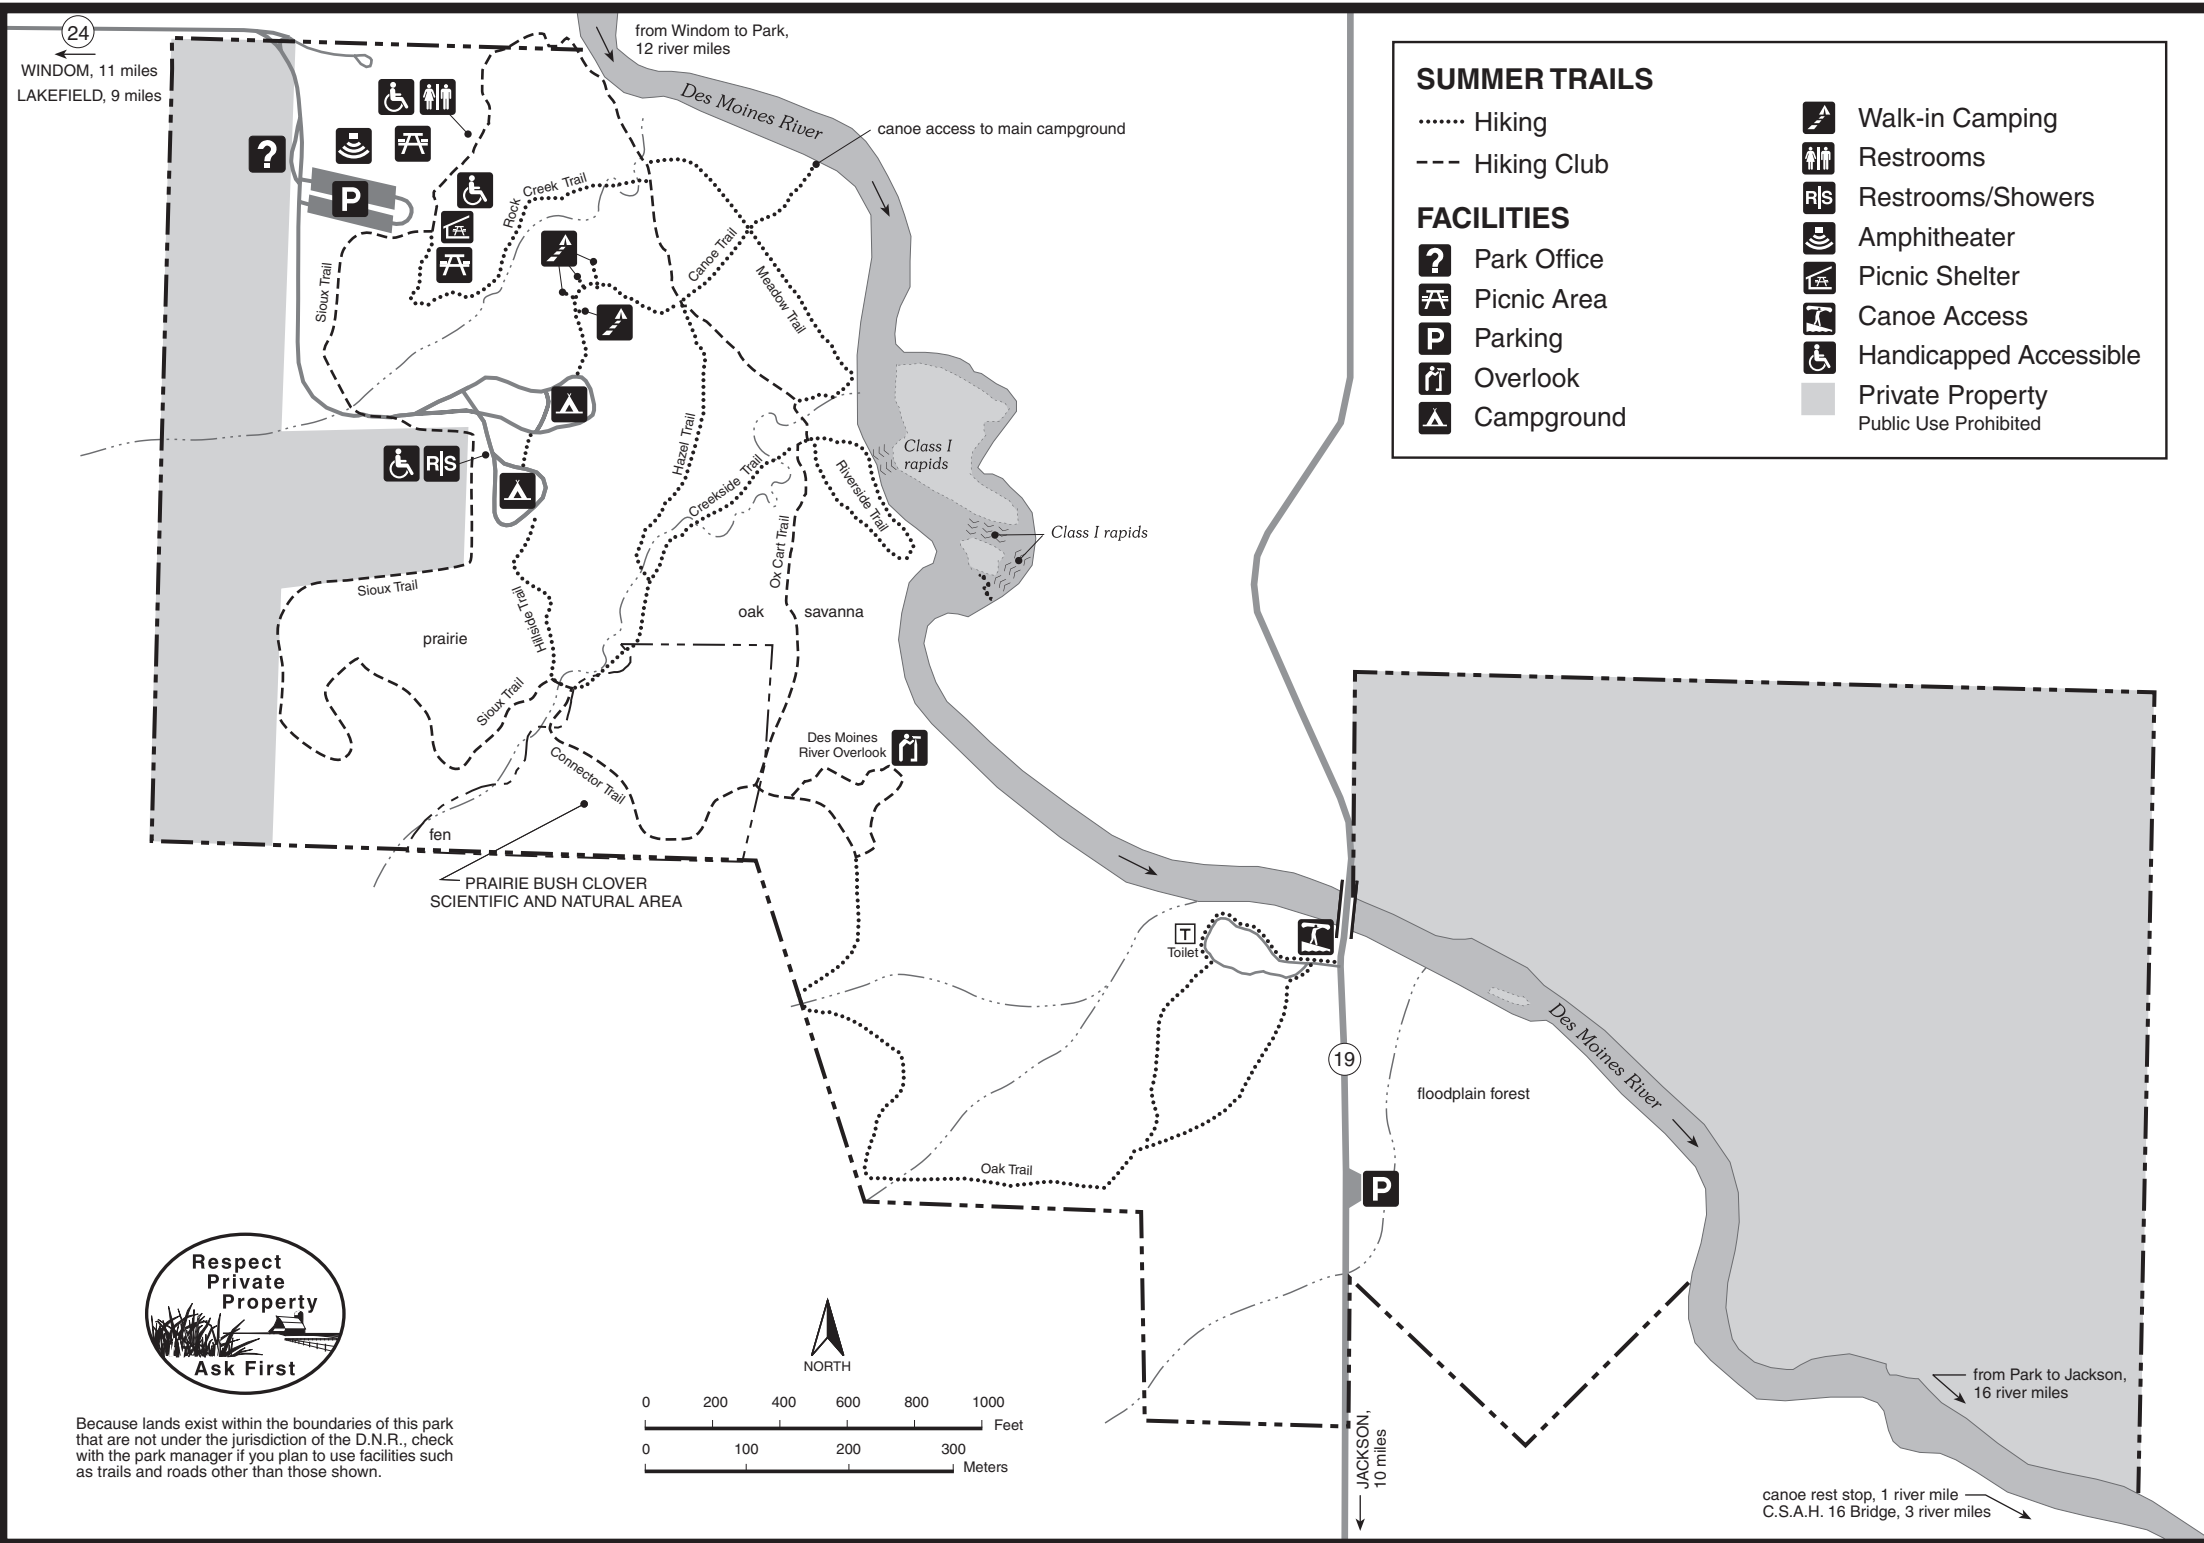 24
WINDOM, 11 miles
LAKEFIELD, 9 miles
from Windom to Park,
12 river miles
Des Moines River
canoe access to main campground
?
P
Rock Creek Trail
Sioux Trail
Canoe Trail
Meadow Trail
Hazel Trail
Creekside Trail
R|S
Class I
rapids
Riverside Trail
Class I rapids
Ox Cart Trail
Sioux Trail
Hillside Trail
oak savanna
prairie
Sioux Trail
Des Moines
River Overlook
Connector Trail
fen
PRAIRIE BUSH CLOVER
SCIENTIFIC AND NATURAL AREA
T
Toilet
19
Des Moines River
floodplain forest
Oak Trail
P
SUMMER TRAILS
Hiking
Hiking Club
FACILITIES
? Park Office
Picnic Area
P Parking
Overlook
Campground
Walk-in Camping
Restrooms
R|S Restrooms/Showers
Amphitheater
Picnic Shelter
Canoe Access
Handicapped Accessible
Private Property
Public Use Prohibited
Respect
Private
Property
Ask First
Because lands exist within the boundaries of this park
that are not under the jurisdiction of the D.N.R., check
with the park manager if you plan to use facilities such
as trails and roads other than those shown.
NORTH
0 200 400 600 800 1000
Feet
0 100 200 300
Meters
JACKSON,
10 miles
from Park to Jackson,
16 river miles
canoe rest stop, 1 river mile
C.S.A.H. 16 Bridge, 3 river miles